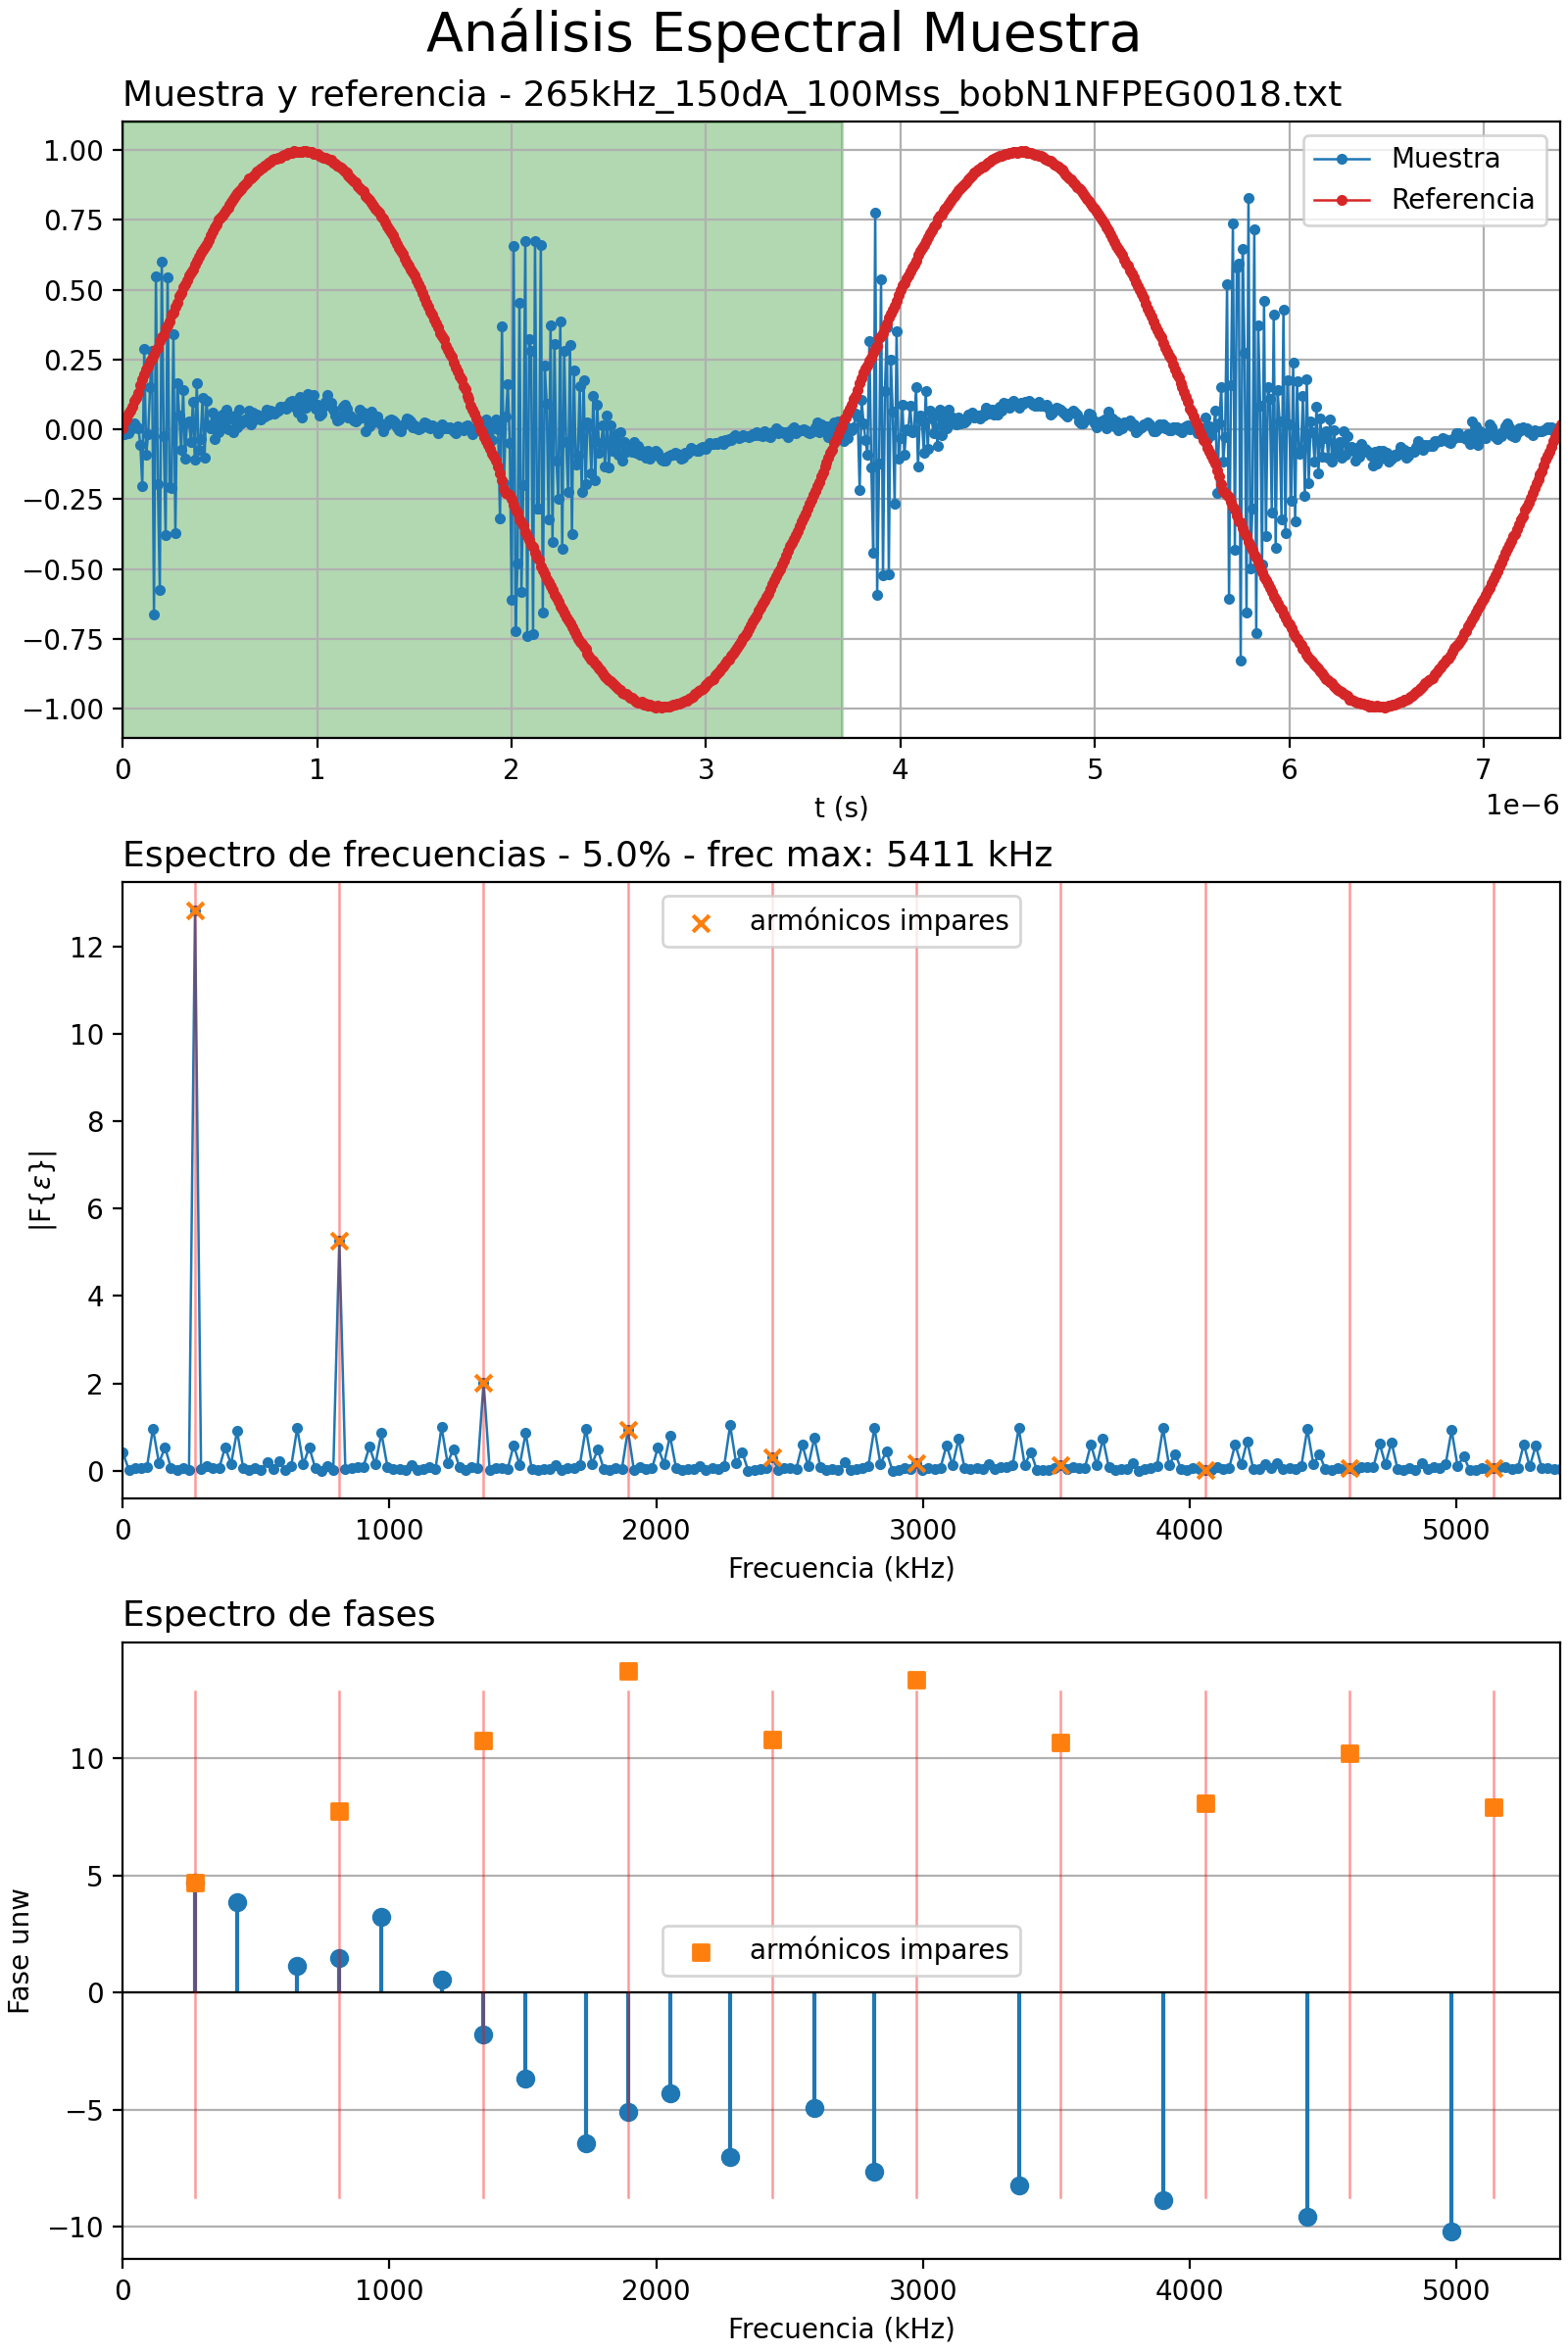 Análisis Espectral Muestra
Muestra y referencia - 265kHz_150dA_100Mss_bobN1NFPEG0018.txt
1.00
0.75
0.50
0.25
0.00
−0.25
−0.50
−0.75
−1.00
Muestra
Referencia
0 1 2 3 4 5 6 7
t (s)
1e−6
Espectro de frecuencias - 5.0% - frec max: 5411 kHz
armónicos impares
12
10
8
6
4
2
0
|F{ε}|
0 1000 2000 3000 4000 5000
Frecuencia (kHz)
Espectro de fases
10
5
0
−5
−10
Fase unw
armónicos impares
0 1000 2000 3000 4000 5000
Frecuencia (kHz)